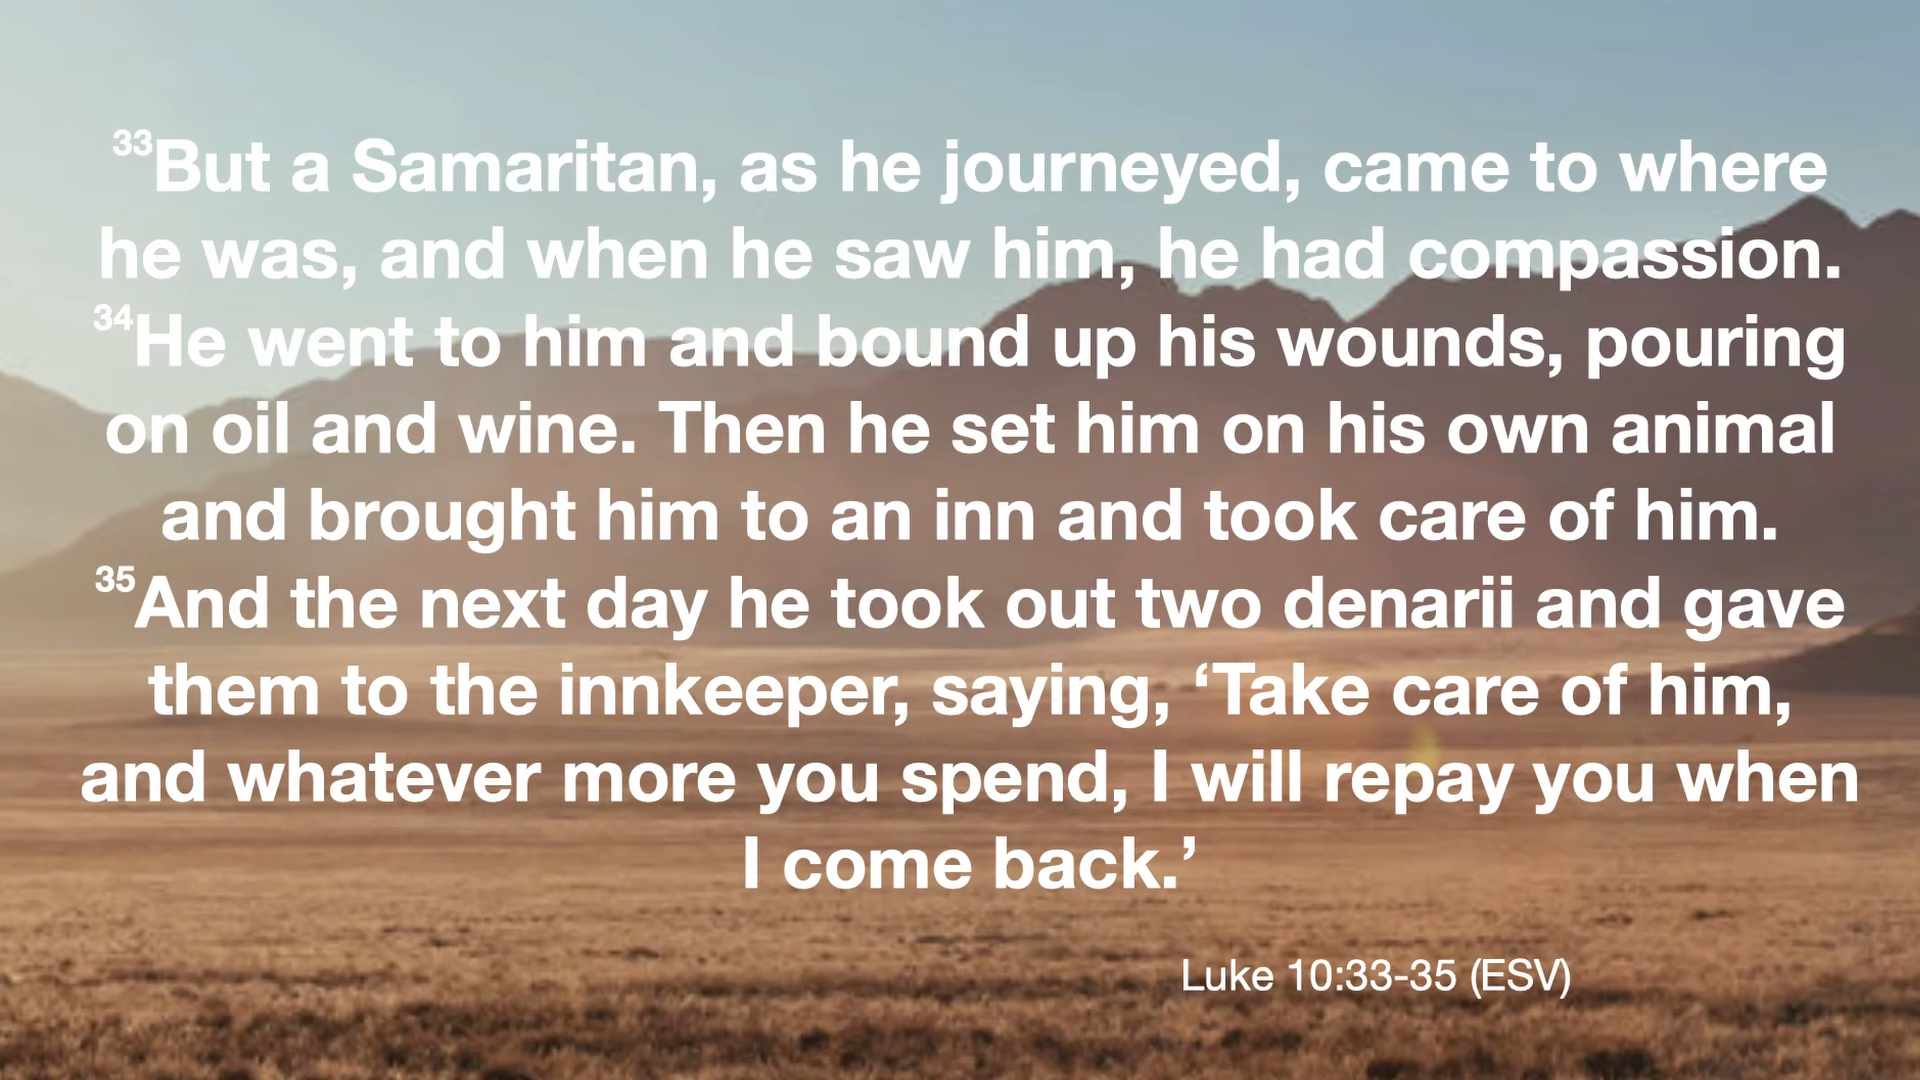 33But a Samaritan, as he journeyed, came to where
he was, and when he saw him, he had compassion.
34He went to him and bound up his wounds, pouring
on oil and wine. Then he set him on his own animal
and brought him to an inn and took care of him.
35And the next day he took out two denarii and gave
them to the innkeeper, saying, ‘Take care of him,
and whatever more you spend, I will repay you when
I come back.’
Luke 10:33-35 (ESV)